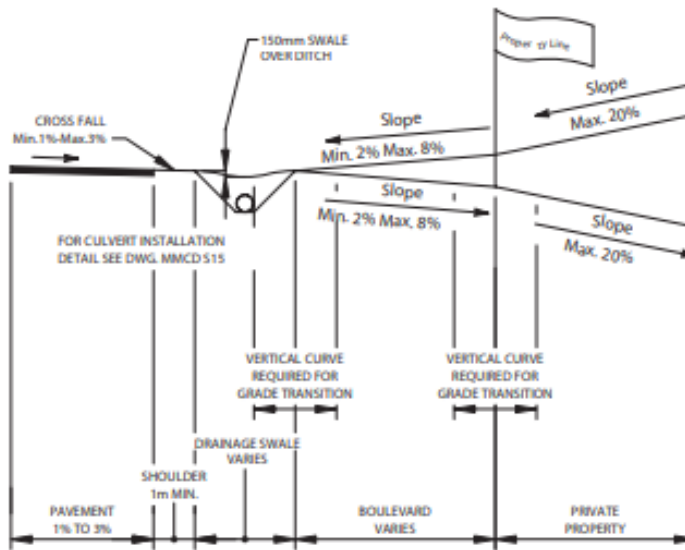 150mm SWALE
OVER DITCH
Property Line
CROSS FALL
Min.1%-Max.3%
Slope
Min. 2% Max. 8%
Slope
Max. 20%
Slope
Min. 2% Max. 8%
Slope
Max. 20%
FOR CULVERT INSTALLATION
DETAIL SEE DWG. MMCD S15
VERTICAL CURVE
REQUIRED FOR
GRADE TRANSITION
VERTICAL CURVE
REQUIRED FOR
GRADE TRANSITION
DRAINAGE SWALE
VARIES
SHOULDER
1m MIN.
PAVEMENT
1% TO 3%
BOULEVARD
VARIES
PRIVATE
PROPERTY